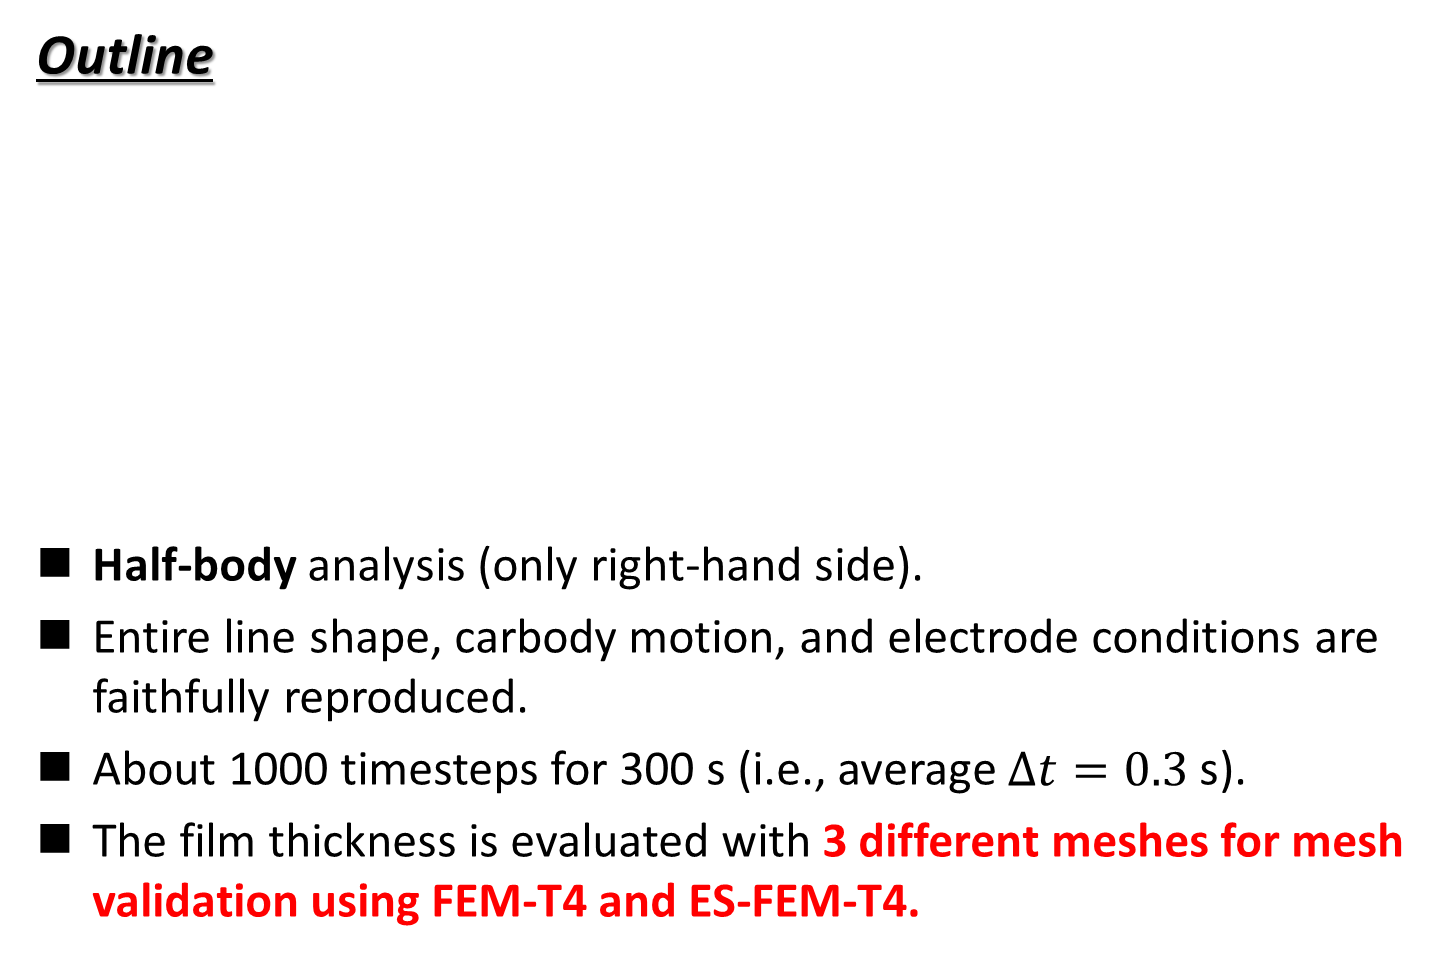 Outline
■ Half-body analysis (only right-hand side).
■ Entire line shape, carbody motion, and electrode conditions are
faithfully reproduced.
■ About 1000 timesteps for 300 s (i.e., average Δ𝑡 = 0.3 s).
■ The film thickness is evaluated with 3 different meshes for mesh
validation using FEM-T4 and ES-FEM-T4.